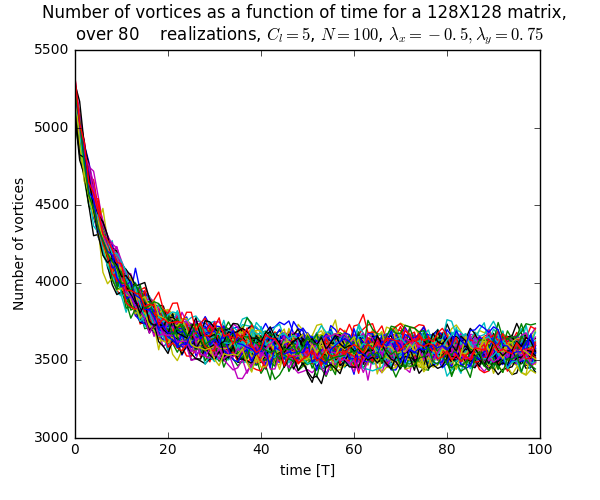 Number of vortices as a function of time for a 128X128 matrix,
over 80 realizations, $C_l = 5$, $N = 100$, $\lambda_x = -0.5, \lambda_y = 0.75$
5500
5000
4500
4000
3500
3000
Number of vortices
0 20 40 60 80 100
time [T]